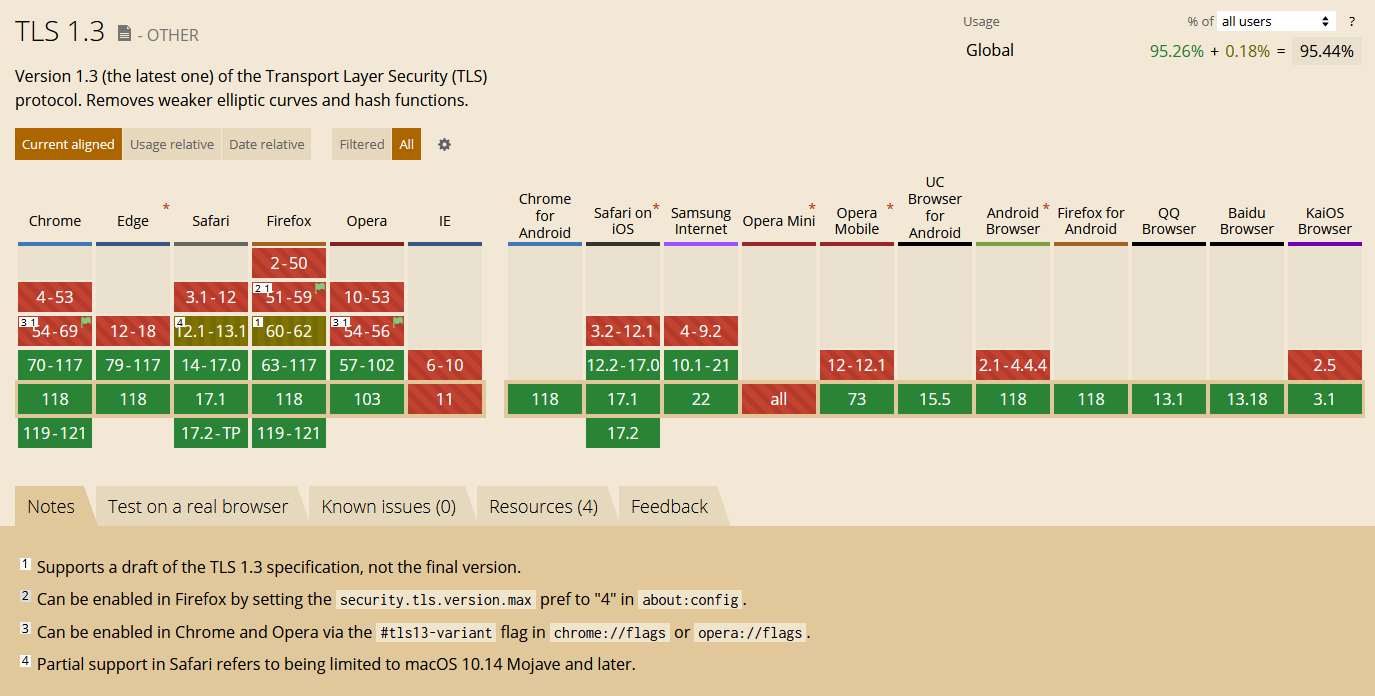 TLS 1.3 - OTHER
Usage % of all users ?
Global 95.26% + 0.18% = 95.44%
Version 1.3 (the latest one) of the Transport Layer Security (TLS)
protocol. Removes weaker elliptic curves and hash functions.
Current aligned Usage relative Date relative Filtered All
Chrome Edge * Safari Firefox Opera IE Chrome for Android Safari on iOS * Samsung Internet Opera Mini * Opera Mobile * UC Browser for Android Android Browser * Firefox for Android QQ Browser Baidu Browser KaiOS Browser
2-50
4-53 3.1-12 2 1 51-59 10-53
3 1 54-69 12-18 4 12.1-13.1 1 60-62 3 1 54-56 3.2-12.1 4-9.2
70-117 79-117 14-17.0 63-117 57-102 6-10 12.2-17.0 10.1-21 12-12.1 2.1-4.4.4 2.5
118 118 17.1 118 103 11 118 17.1 22 all 73 15.5 118 118 13.1 13.18 3.1
119-121 17.2-TP 119-121 17.2
Notes Test on a real browser Known issues (0) Resources (4) Feedback
1 Supports a draft of the TLS 1.3 specification, not the final version.
2 Can be enabled in Firefox by setting the security.tls.version.max pref to "4" in about:config.
3 Can be enabled in Chrome and Opera via the #tls13-variant flag in chrome://flags or opera://flags.
4 Partial support in Safari refers to being limited to macOS 10.14 Mojave and later.